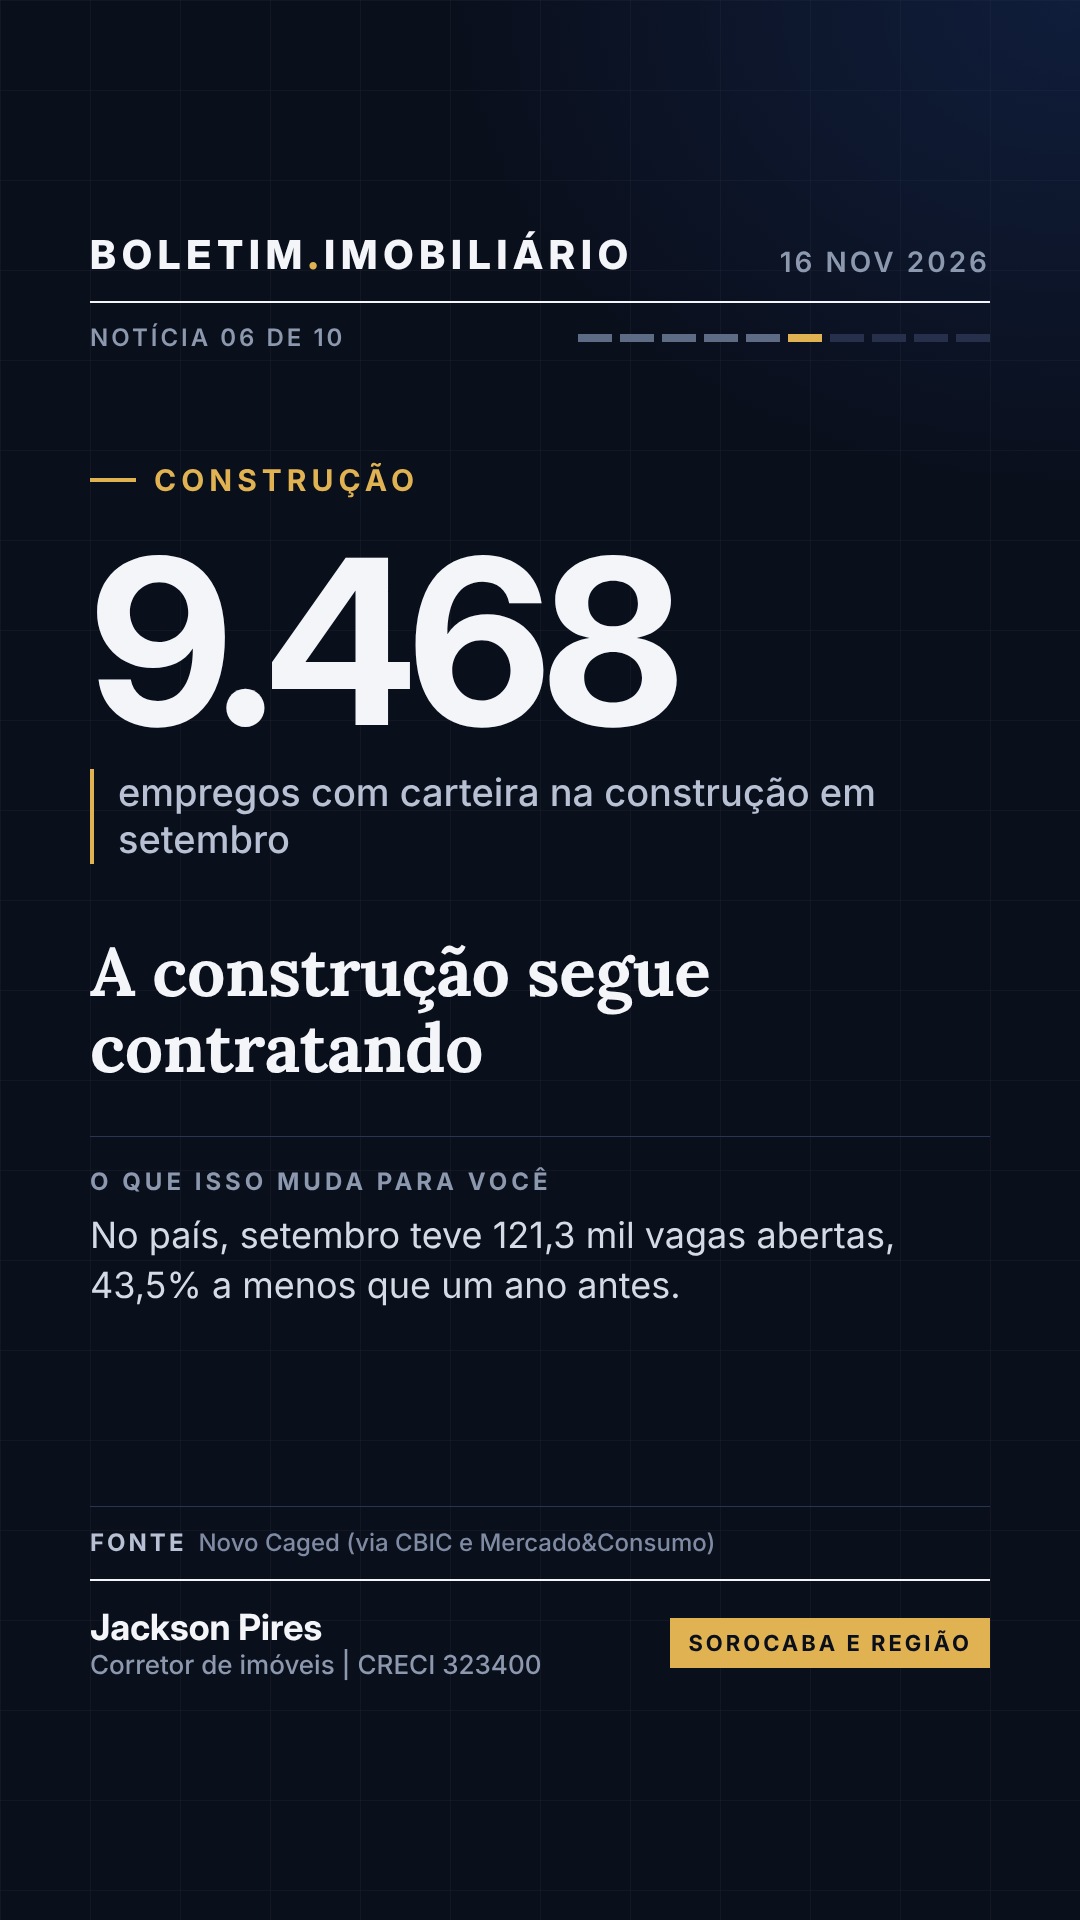 BOLETIM.IMOBILIÁRIO
16 NOV 2026
NOTÍCIA 06 DE 10
CONSTRUÇÃO
9.468
empregos com carteira na construção em
setembro
A construção segue
contratando
O QUE ISSO MUDA PARA VOCÊ
No país, setembro teve 121,3 mil vagas abertas,
43,5% a menos que um ano antes.
FONTE Novo Caged (via CBIC e Mercado&Consumo)
Jackson Pires
Corretor de imóveis | CRECI 323400
SOROCABA E REGIÃO